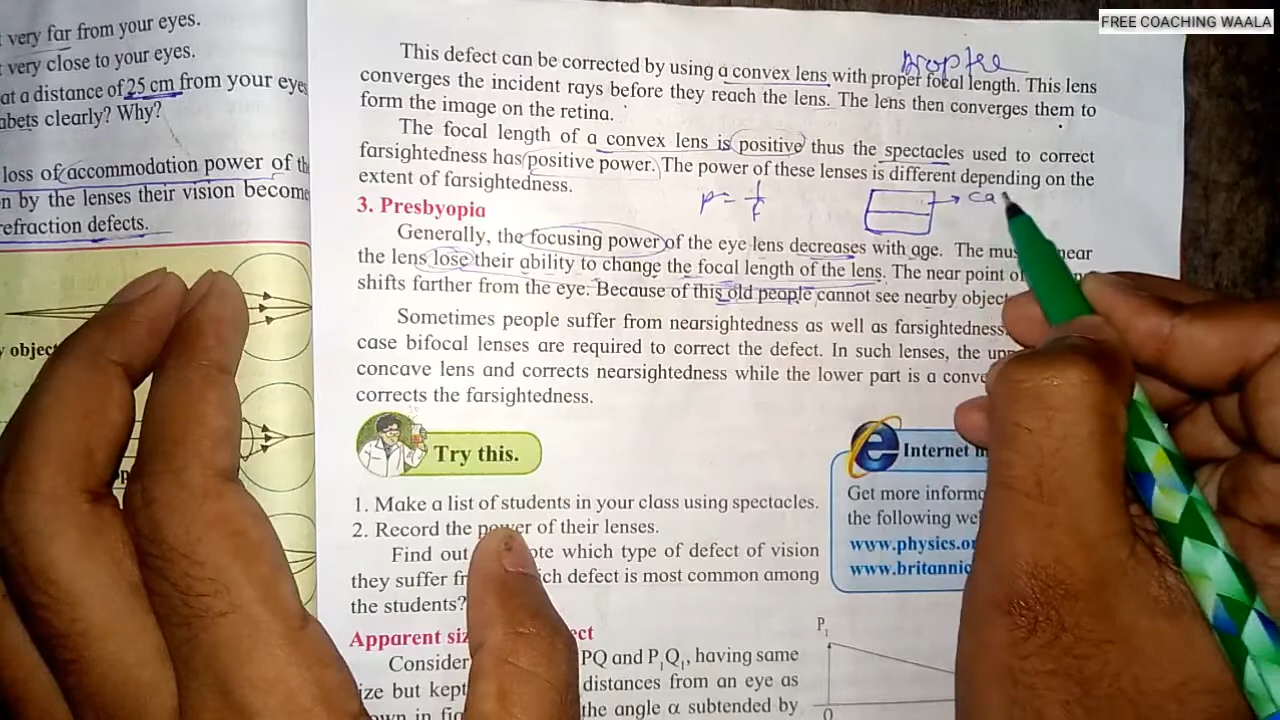 FREE COACHING WAALA
very far from your eyes.
very close to your eyes.
at a distance of 25 cm from your eye
abets clearly? Why?
loss of accommodation power of
n by the lenses their vision become
refraction defects.
objec
This defect can be corrected by using a convex lens with proper focal length. This lens
converges the incident rays before they reach the lens. The lens then converges them to
form the image on the retina.
The focal length of a convex lens is positive thus the spectacles used to correct
farsightedness has positive power. The power of these lenses is different depending on the
extent of farsightedness.
P = 1/f
ca
3. Presbyopia
Generally, the focusing power of the eye lens decreases with age. The mus near
the lens lose their ability to change the focal length of the lens. The near point of
shifts farther from the eye. Because of this old people cannot see nearby object
Sometimes people suffer from nearsightedness as well as farsightedness.
case bifocal lenses are required to correct the defect. In such lenses, the up
concave lens and corrects nearsightedness while the lower part is a conve
corrects the farsightedness.
Try this.
1. Make a list of students in your class using spectacles.
2. Record the power of their lenses.
Find out ote which type of defect of vision
they suffer fr ich defect is most common among
the students?
Internet
Get more inform
the following we
www.physics.o
www.britannic
Apparent siz ect
Consider PQ and P1Q1, having same
ize but kept distances from an eye as
own in fig the angle α subtended by
P1
Q